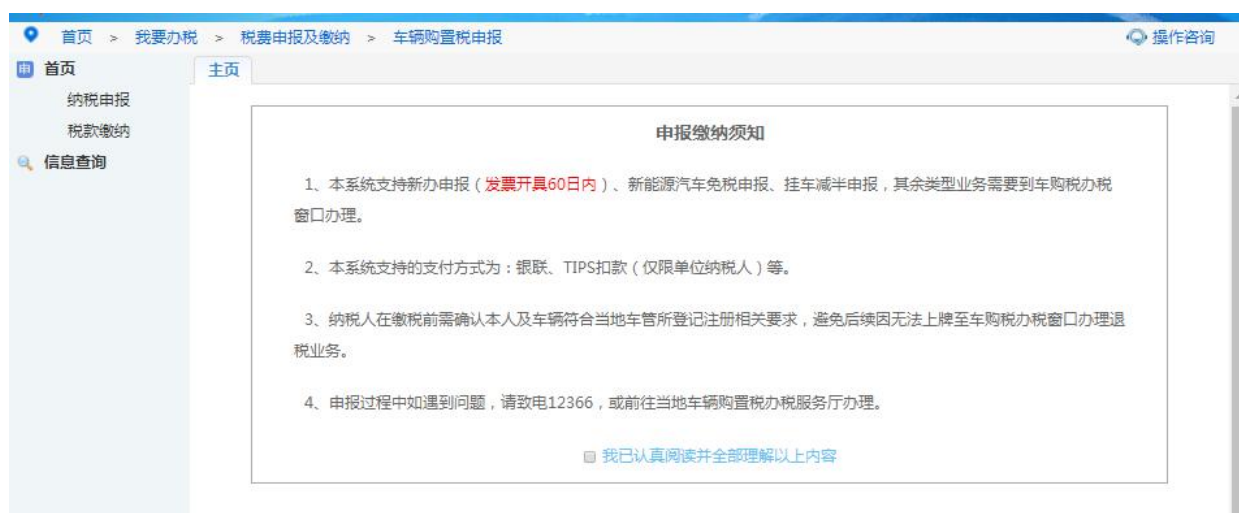 首页 > 我要办税 > 税费申报及缴纳 > 车辆购置税申报
操作咨询
申 首页
主页
纳税申报
税款缴纳
信息查询
申报缴纳须知
1、本系统支持新办申报（发票开具60日内）、新能源汽车免税申报、挂车减半申报，其余类型业务需要到车购税办税
窗口办理。
2、本系统支持的支付方式为：银联、TIPS扣款（仅限单位纳税人）等。
3、纳税人在缴税前需确认本人及车辆符合当地车管所登记注册相关要求，避免后续因无法上牌至车购税办税窗口办理退
税业务。
4、申报过程中如遇到问题，请致电12366，或前往当地车辆购置税办税服务厅办理。
我已认真阅读并全部理解以上内容